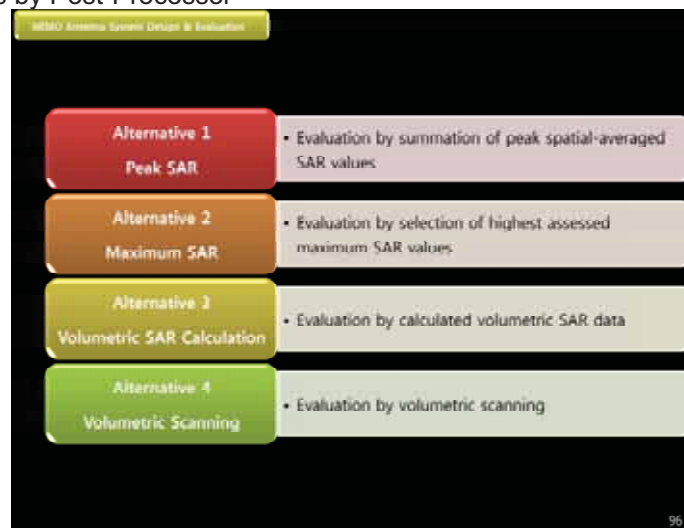 s by Post Processor
MIMO Antenna System Design & Evaluation
Alternative 1
Peak SAR
• Evaluation by summation of peak spatial-averaged
SAR values
Alternative 2
Maximum SAR
• Evaluation by selection of highest assessed
maximum SAR values
Alternative 3
Volumetric SAR Calculation
• Evaluation by calculated volumetric SAR data
Alternative 4
Volumetric Scanning
• Evaluation by volumetric scanning
96